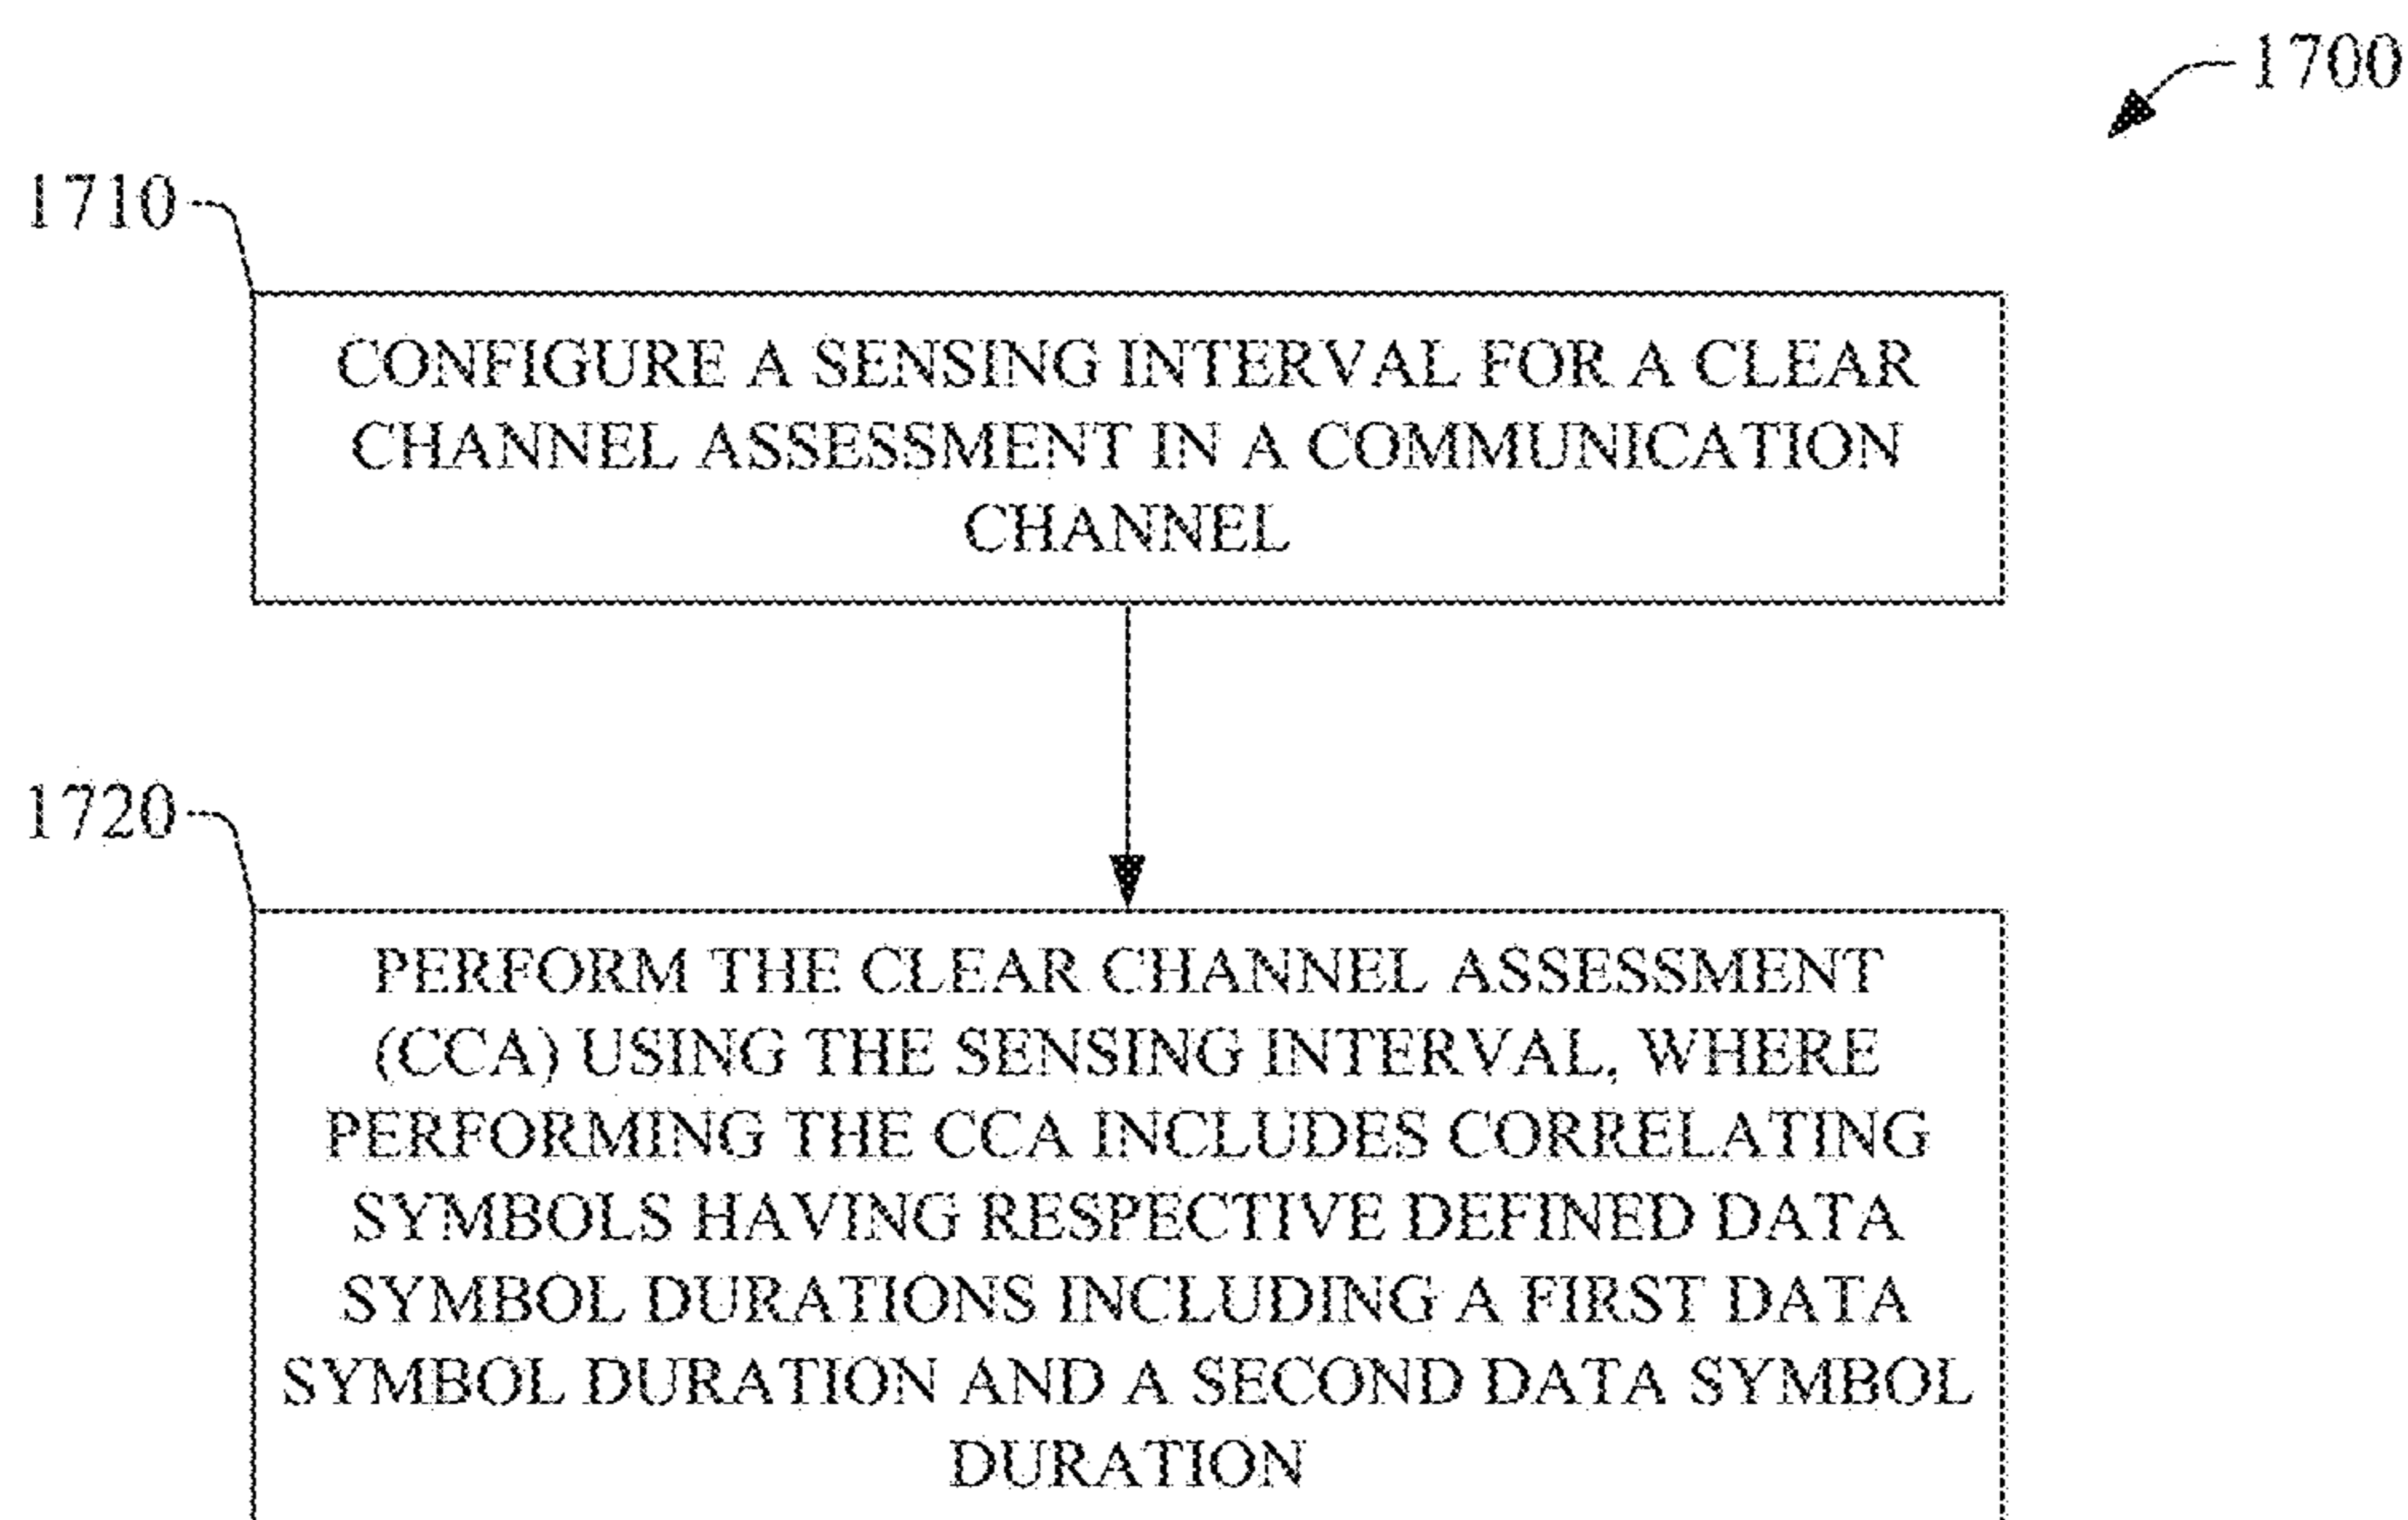 1700
1710
CONFIGURE A SENSING INTERVAL FOR A CLEAR
CHANNEL ASSESSMENT IN A COMMUNICATION
CHANNEL
1720
PERFORM THE CLEAR CHANNEL ASSESSMENT
(CCA) USING THE SENSING INTERVAL, WHERE
PERFORMING THE CCA INCLUDES CORRELATING
SYMBOLS HAVING RESPECTIVE DEFINED DATA
SYMBOL DURATIONS INCLUDING A FIRST DATA
SYMBOL DURATION AND A SECOND DATA SYMBOL
DURATION